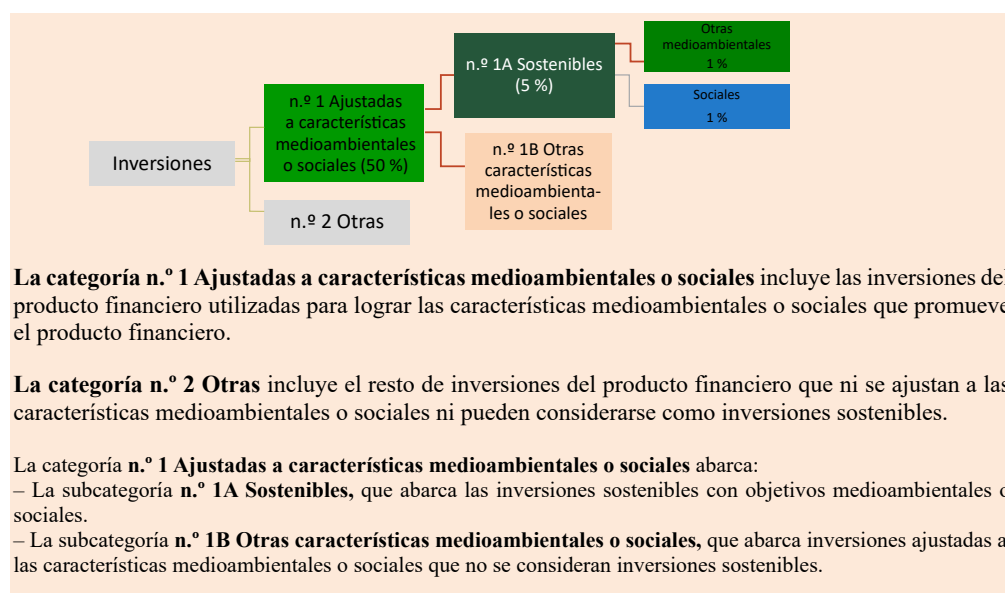 Otras
medioambientales
1 %
n.º 1A Sostenibles
(5 %)
Sociales
1 %
n.º 1 Ajustadas
a características
medioambientales
o sociales (50 %)
n.º 1B Otras
características
medioambienta-
les o sociales
Inversiones
n.º 2 Otras
La categoría n.º 1 Ajustadas a características medioambientales o sociales incluye las inversiones del
producto financiero utilizadas para lograr las características medioambientales o sociales que promueve
el producto financiero.
La categoría n.º 2 Otras incluye el resto de inversiones del producto financiero que ni se ajustan a las
características medioambientales o sociales ni pueden considerarse como inversiones sostenibles.
La categoría n.º 1 Ajustadas a características medioambientales o sociales abarca:
– La subcategoría n.º 1A Sostenibles, que abarca las inversiones sostenibles con objetivos medioambientales o
sociales.
– La subcategoría n.º 1B Otras características medioambientales o sociales, que abarca inversiones ajustadas a
las características medioambientales o sociales que no se consideran inversiones sostenibles.